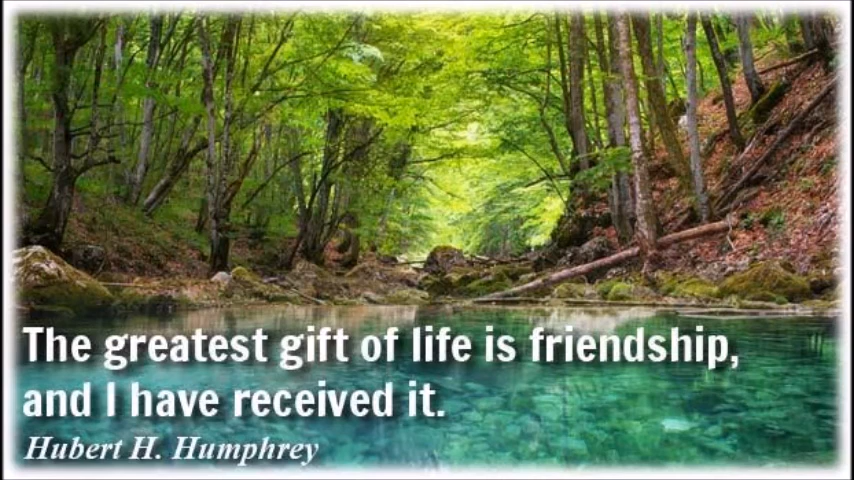 The greatest gift of life is friendship,
and I have received it.
Hubert H. Humphrey